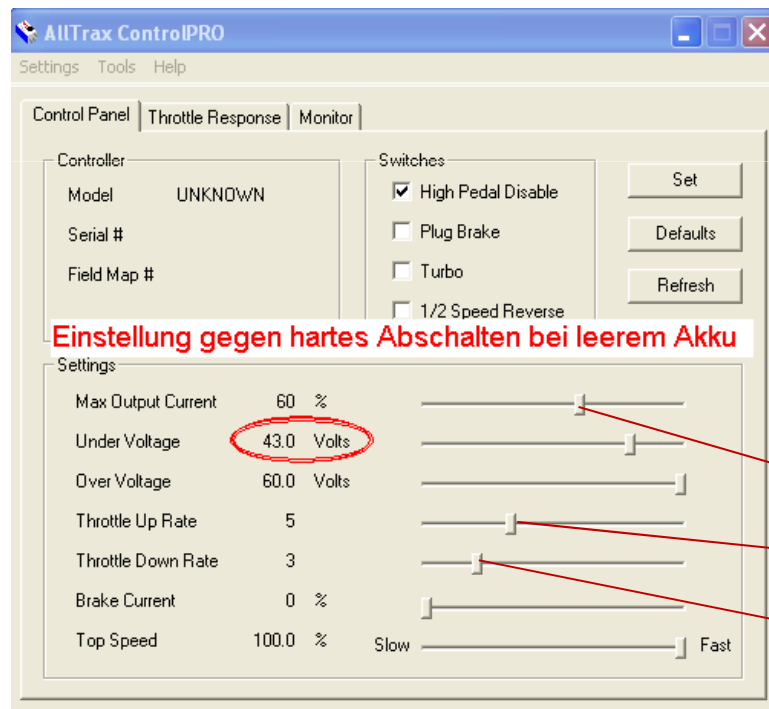 AllTrax ControlPRO
Settings Tools Help
Control Panel Throttle Response Monitor
Controller
Model UNKNOWN
Serial #
Field Map #
Switches
High Pedal Disable
Plug Brake
Turbo
1/2 Speed Reverse
Set
Defaults
Refresh
Einstellung gegen hartes Abschalten bei leerem Akku
Settings
Max Output Current 60 %
Under Voltage 43.0 Volts
Over Voltage 60.0 Volts
Throttle Up Rate 5
Throttle Down Rate 3
Brake Current 0 %
Top Speed 100.0 % Slow Fast